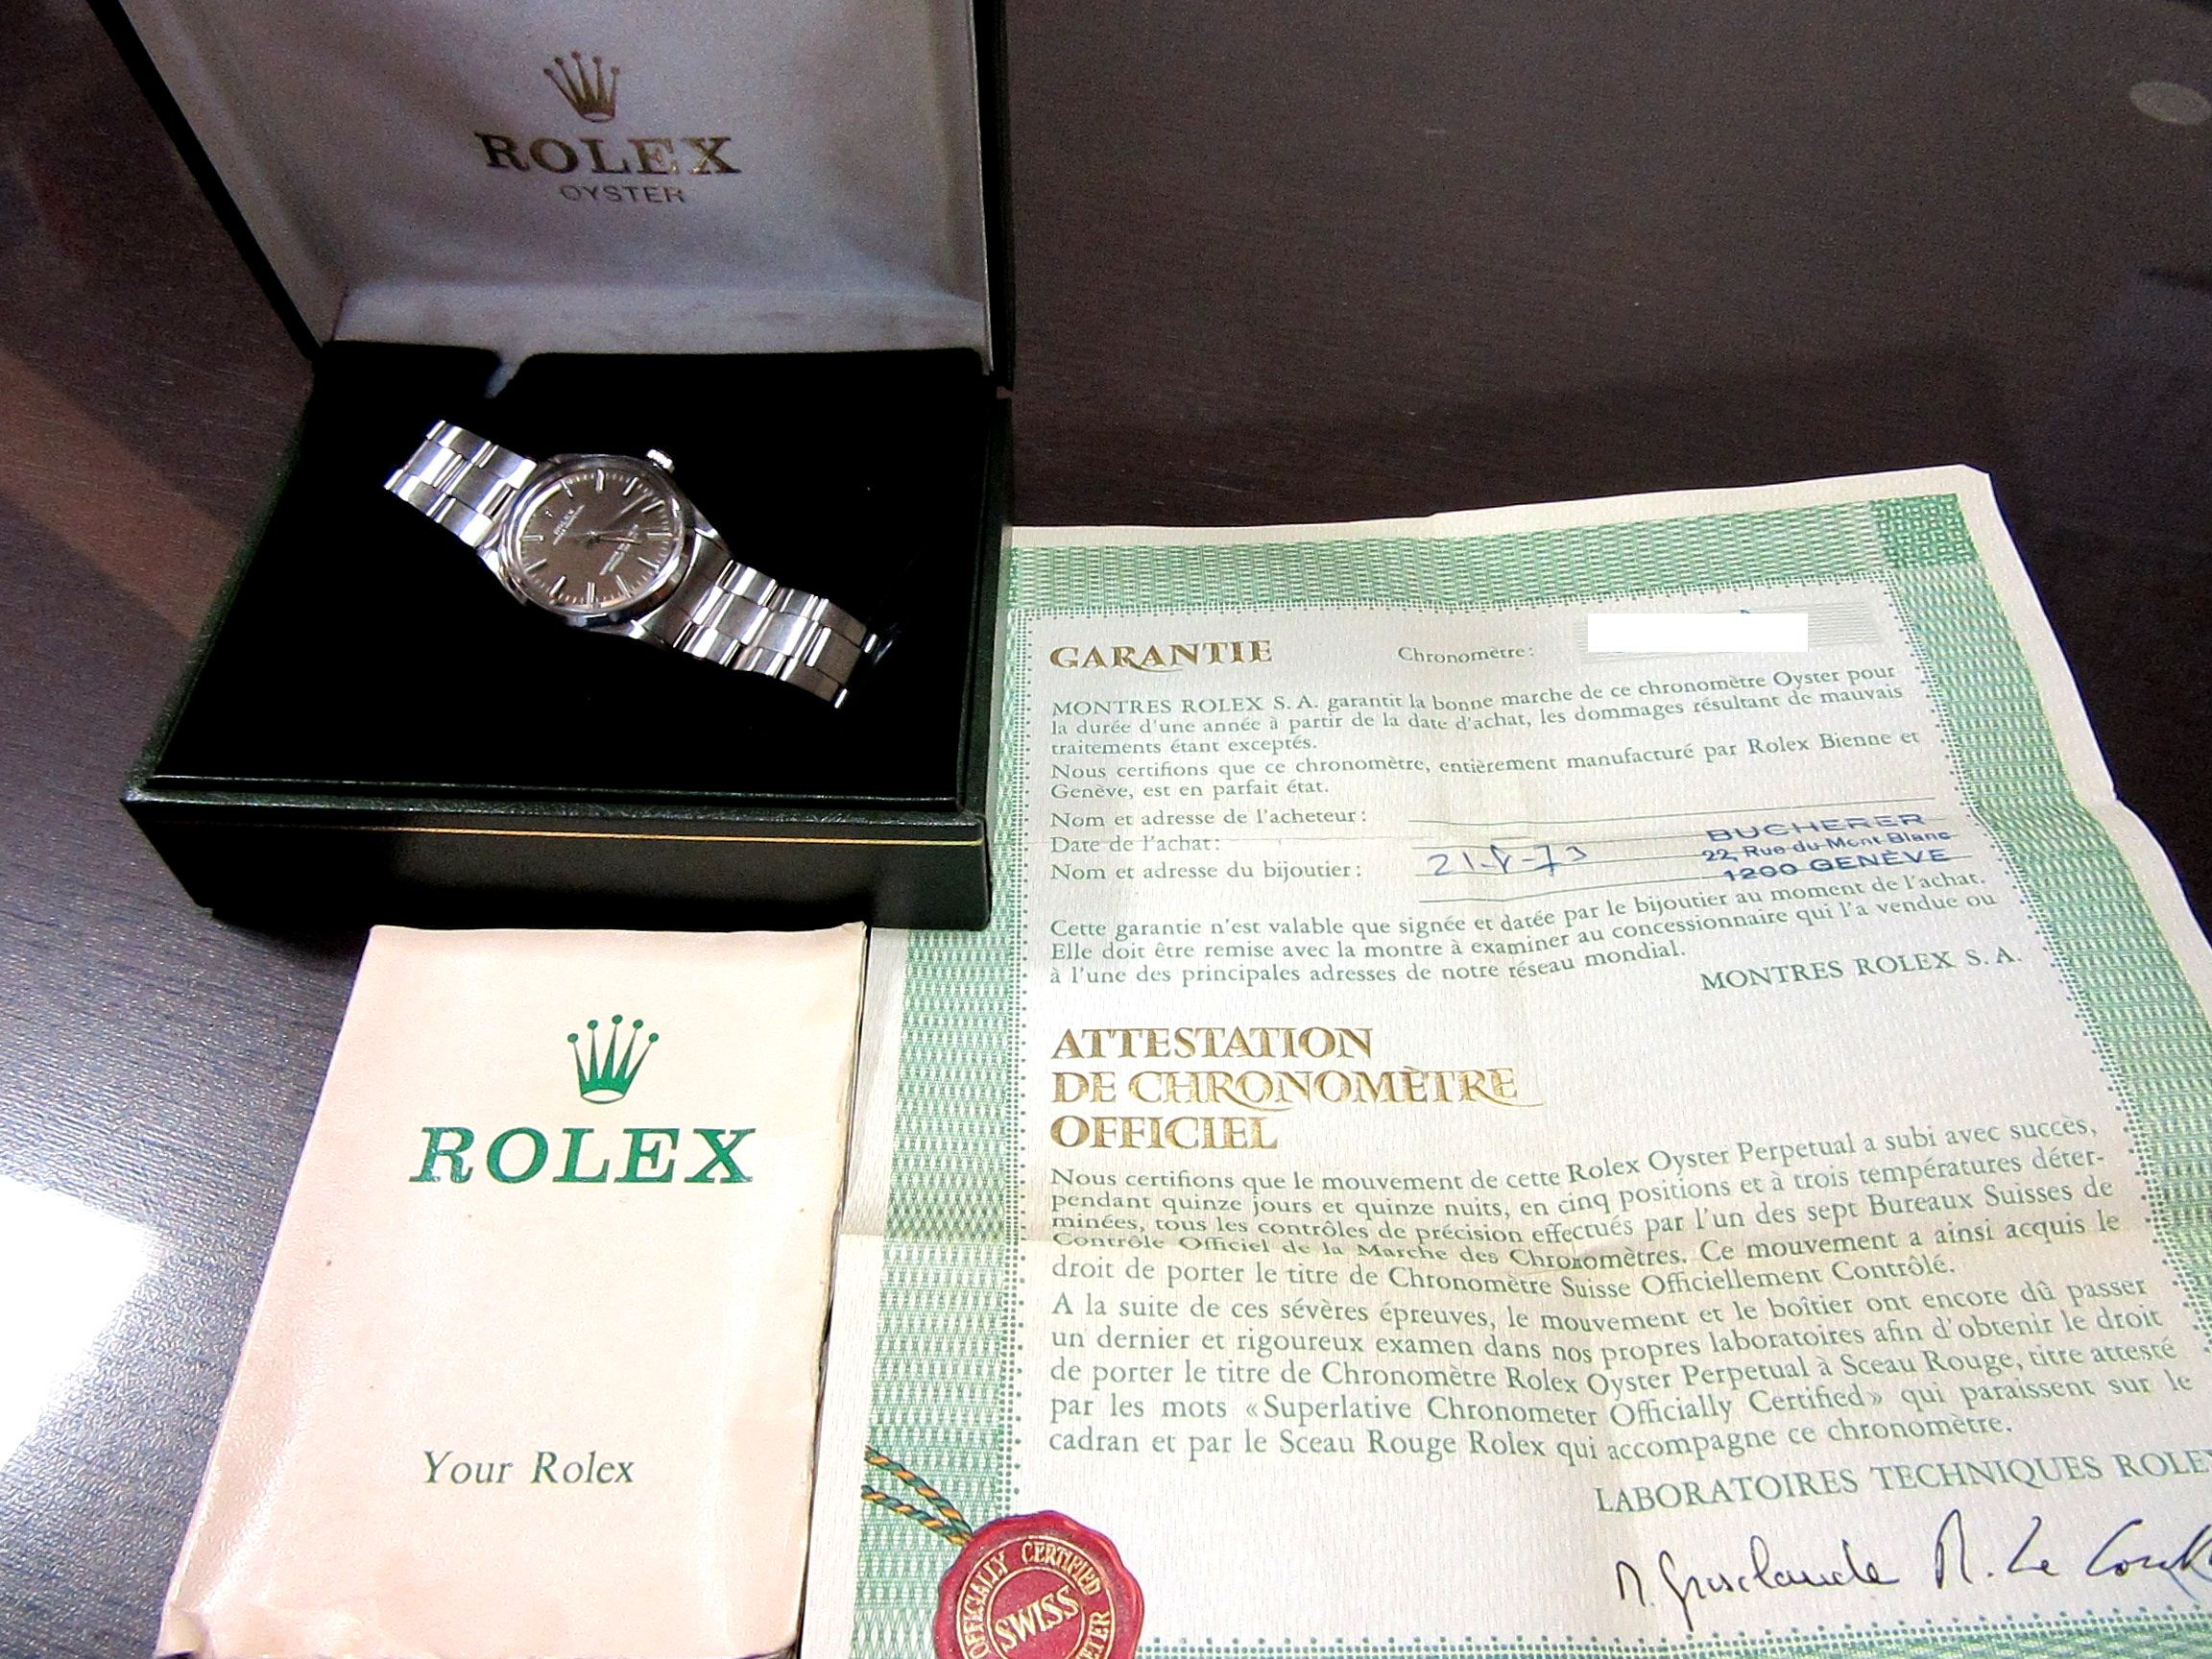 ROLEX
OYSTER
ROLEX
GARANTIE
Chronomètre:
MONTRES ROLEX S. A. garantit la bonne marche de ce chronomètre Oyster pour
la durée d'une année à partir de la date d'achat, les dommages résultant de mauvais
traitements étant exceptés.
Nous certifions que ce chronomètre, entièrement manufacturé par Rolex Bienne et
Genève, est en parfait état.
Nom et adresse de l'acheteur:
Date de l'achat:
Nom et adresse du bijoutier:
21-8-73
BUCHERER
22, Rue du Mont Blanc
1200 GENÈVE
Cette garantie n'est valable que signée et datée par le bijoutier au moment de l'achat.
Elle doit être remise avec la montre à examiner au concessionnaire qui l'a vendue ou
à l'une des principales adresses de notre réseau mondial.
MONTRES ROLEX S. A.
ATTESTATION
DE CHRONOMÈTRE
OFFICIEL
Nous certifions que le mouvement de cette Rolex Oyster Perpetual a subi avec succès,
pendant quinze jours et quinze nuits, en cinq positions et à trois températures déter-
minées, tous les contrôles de précision effectués par l'un des sept Bureaux Suisses de
Contrôle Officiel de la Marche des Chronomètres. Ce mouvement a ainsi acquis le
droit de porter le titre de Chronomètre Suisse Officiellement Contrôlé.
A la suite de ces sévères épreuves, le mouvement et le boîtier ont encore dû passer
un dernier et rigoureux examen dans nos propres laboratoires afin d'obtenir le droit
de porter le titre de Chronomètre Rolex Oyster Perpetual à Sceau Rouge, titre attesté
par les mots «Superlative Chronometer Officially Certified» qui paraissent sur le
cadran et par le Sceau Rouge Rolex qui accompagne ce chronomètre.
LABORATOIRES TECHNIQUES ROLEX
OFFICIALLY CERTIFIED
SWISS
ROLEX
Your Rolex